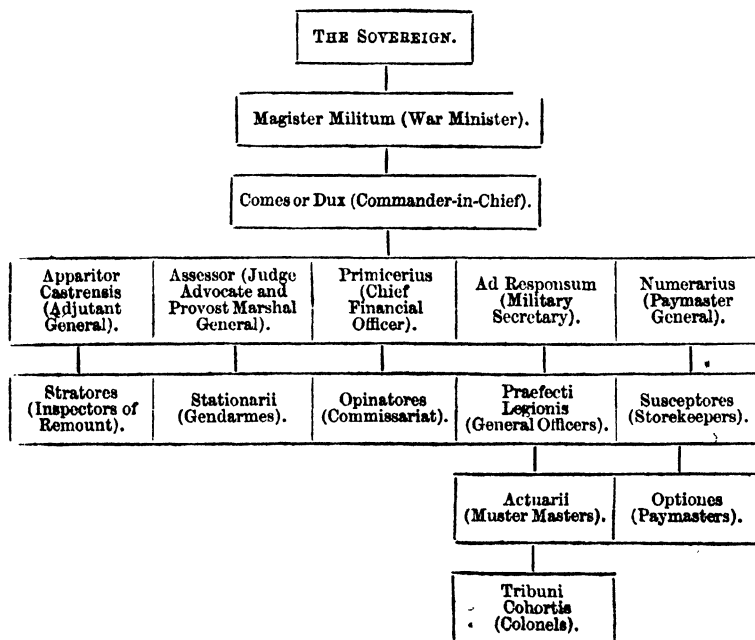 THE SOVEREIGN.
Magister Militum (War Minister).
Comes or Dux (Commander-in-Chief).
Apparitor
Castrensis
(Adjutant
General).
Assessor (Judge
Advocate and
Provost Marshal
General).
Primicerius
(Chief
Financial
Officer).
Ad Responsum
(Military
Secretary).
Numerarius
(Paymaster
General).
Stratores
(Inspectors of
Remount).
Stationarii
(Gendarmes).
Opinatores
(Commissariat).
Praefecti
Legionis
(General Officers).
Susceptores
(Storekeepers).
Actuarii
(Muster Masters).
Optiones
(Paymasters).
Tribuni
Cohortis
(Colonels).